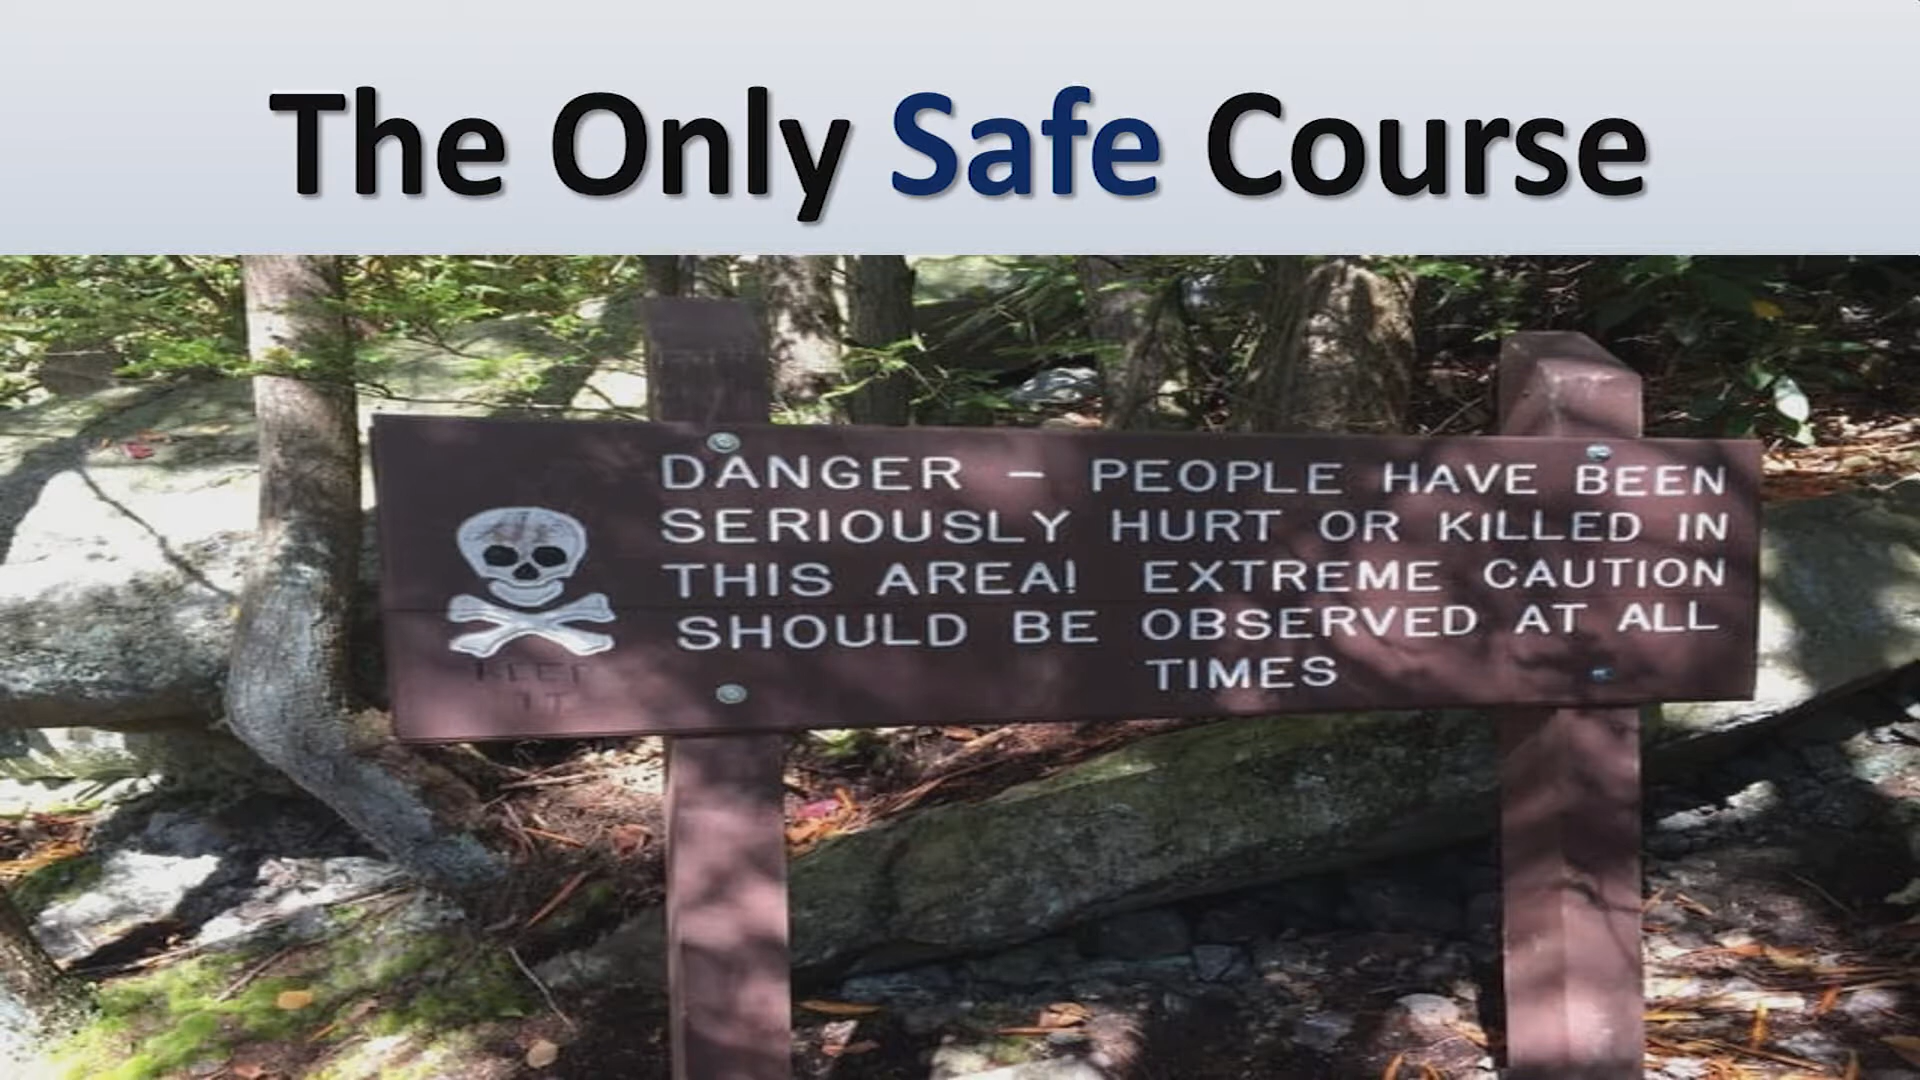 The Only Safe Course
DANGER - PEOPLE HAVE BEEN
SERIOUSLY HURT OR KILLED IN
THIS AREA! EXTREME CAUTION
SHOULD BE OBSERVED AT ALL
TIMES